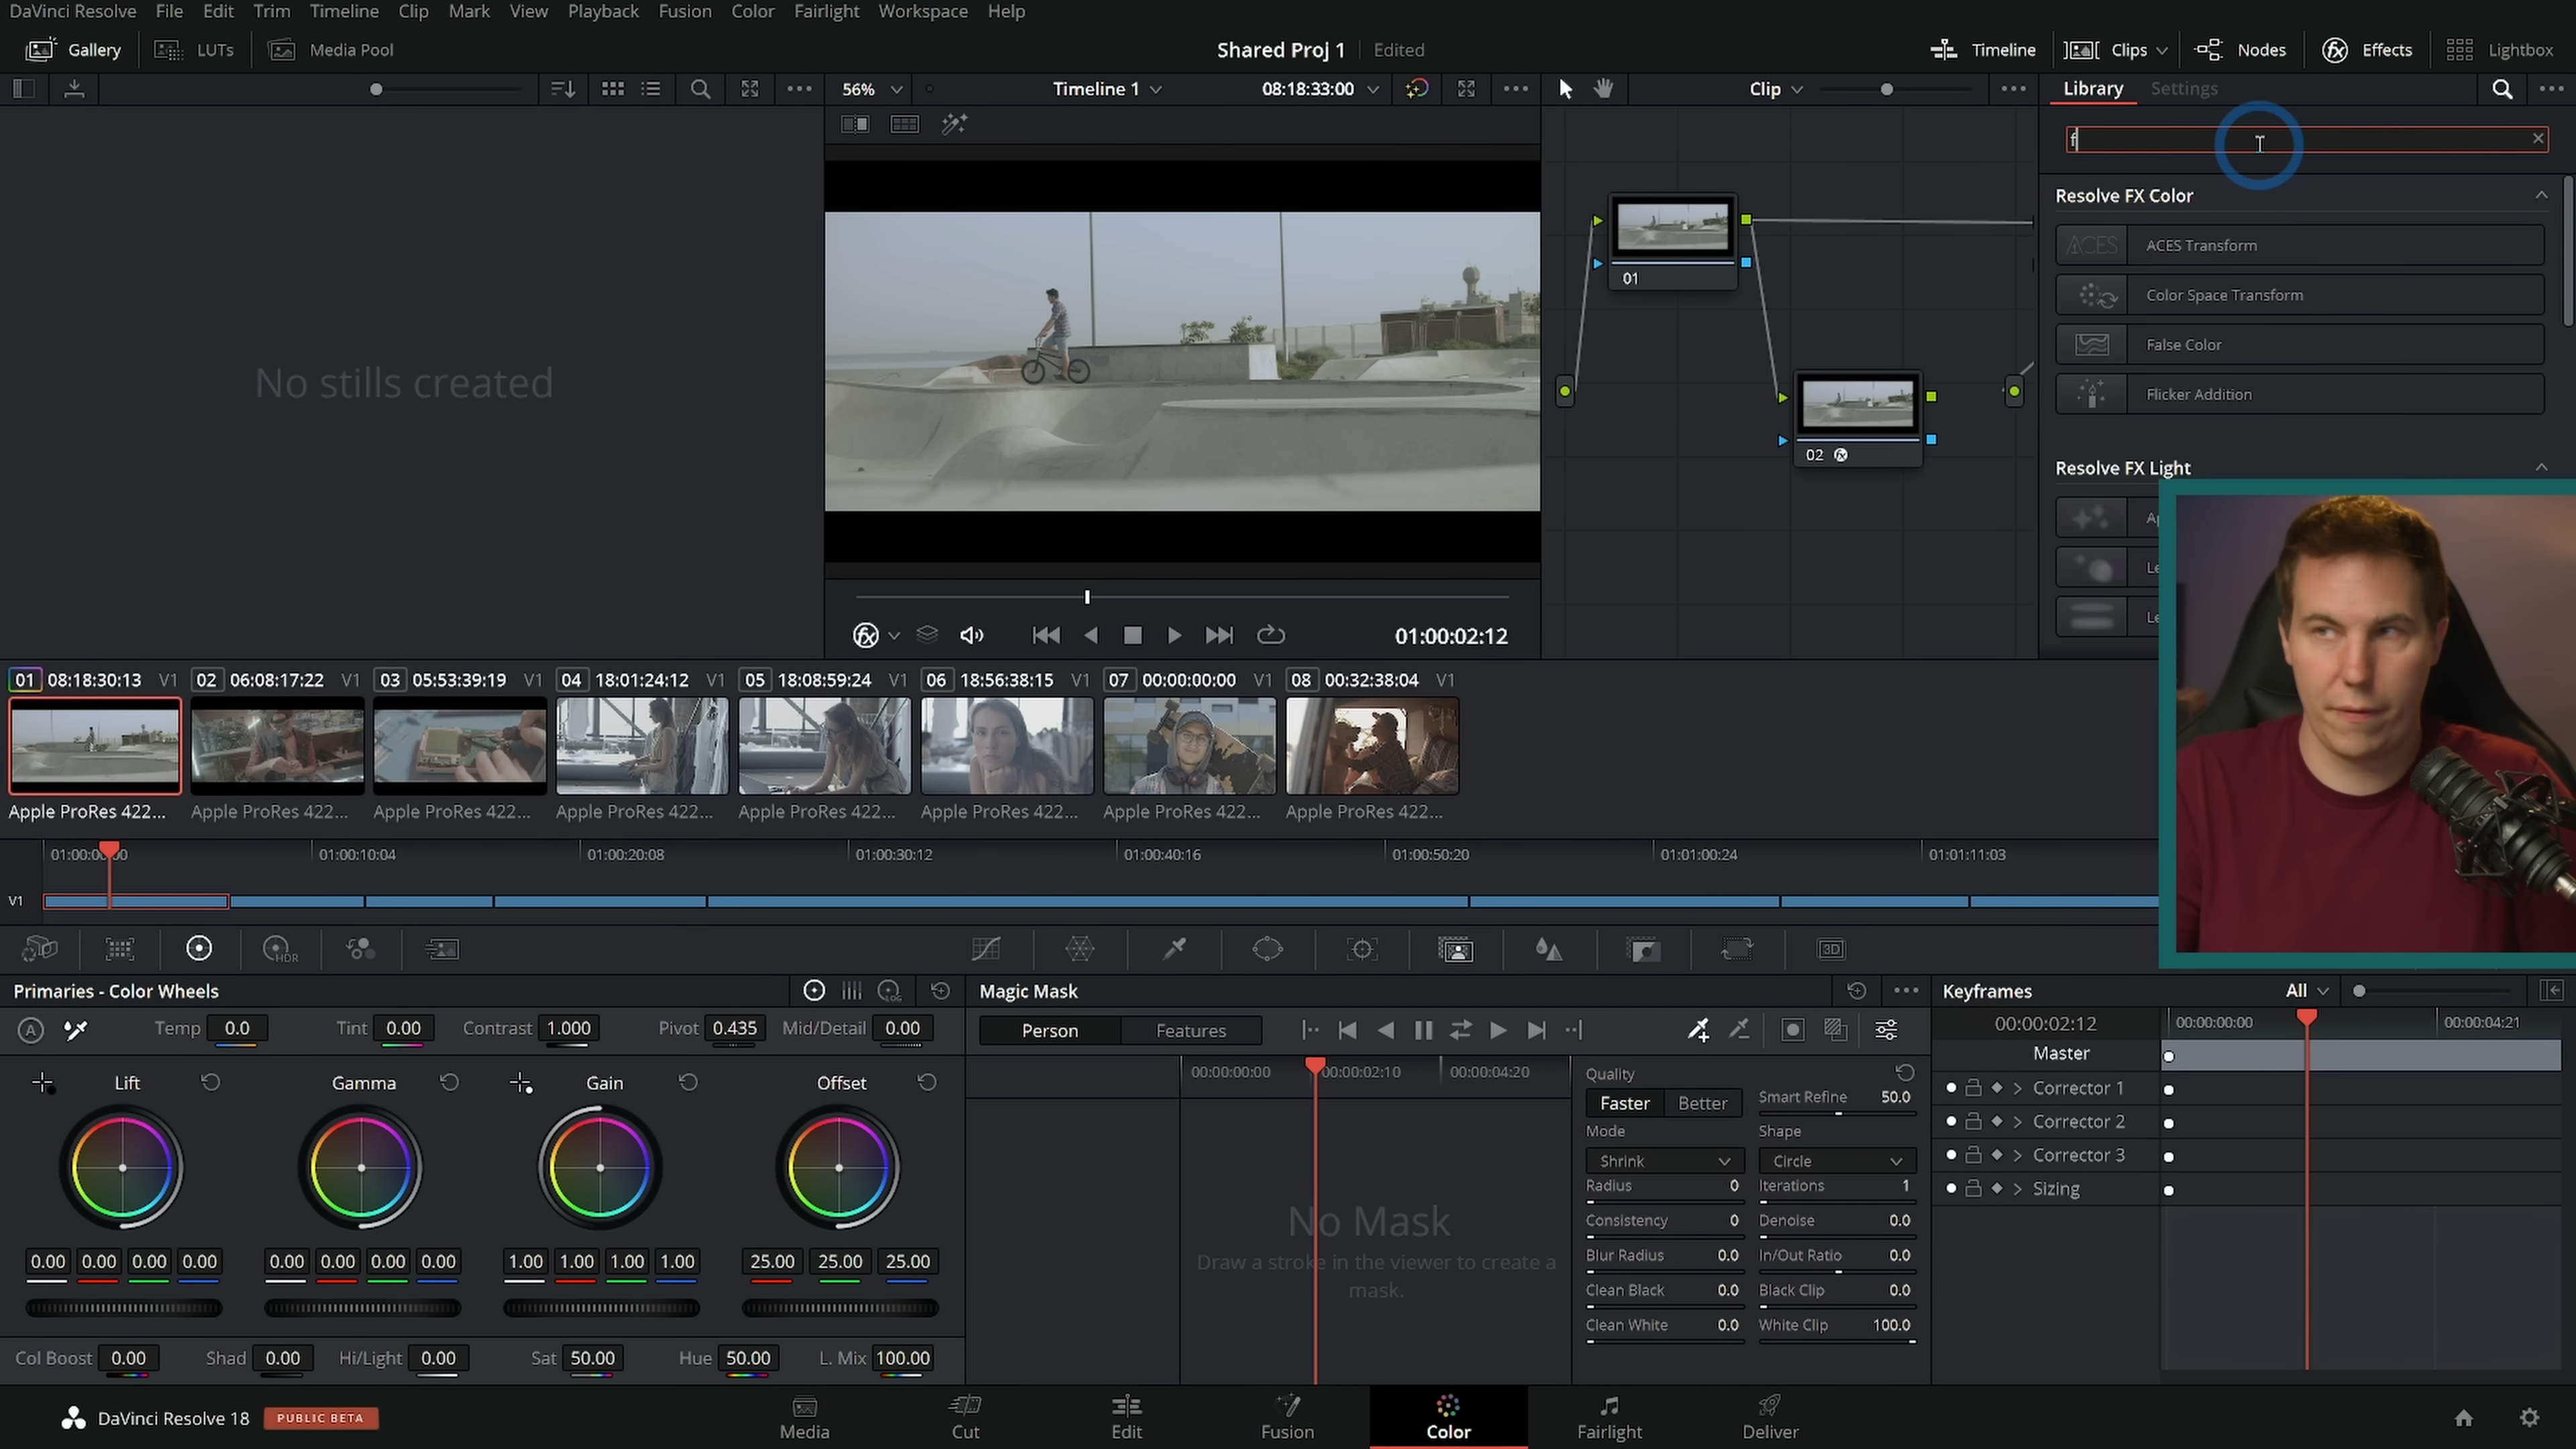 DaVinci Resolve File Edit Trim Timeline Clip Mark View Playback Fusion Color Fairlight Workspace Help
Gallery LUTs Media Pool Shared Proj 1 Edited Timeline Clips Nodes fx Effects Lightbox
56% Timeline 1 08:18:33:00 Clip Library Settings
f
Resolve FX Color
ACES ACES Transform
Color Space Transform
False Color
Flicker Addition
Resolve FX Light
No stills created
01
02 fx
fx 01:00:02:12
01 08:18:30:13 V1 02 06:08:17:22 V1 03 05:53:39:19 V1 04 18:01:24:12 V1 05 18:08:59:24 V1 06 18:56:38:15 V1 07 00:00:00:00 V1 08 00:32:38:04 V1
Apple ProRes 422... Apple ProRes 422... Apple ProRes 422... Apple ProRes 422... Apple ProRes 422... Apple ProRes 422... Apple ProRes 422... Apple ProRes 422...
01:00:10:04 01:00:20:08 01:00:30:12 01:00:40:16 01:00:50:20 01:01:00:24 01:01:11:03
V1
HDR 3D
Primaries - Color Wheels LOG Magic Mask Keyframes All
A Temp 0.0 Tint 0.00 Contrast 1.000 Pivot 0.435 Mid/Detail 0.00
Person Features
00:00:02:12 00:00:00:00 00:00:04:21
Lift Gamma Gain Offset
00:00:00:00 00:00:02:10 00:00:04:20
Quality
Faster Better Smart Refine 50.0
Mode Shape
Shrink Circle
Radius 0 Iterations 1
Consistency 0 Denoise 0.0
Blur Radius 0.0 In/Out Ratio 0.0
Clean Black 0.0 Black Clip 0.0
Clean White 0.0 White Clip 100.0
No Mask
Draw a stroke in the viewer to create a
mask.
Master
Corrector 1
Corrector 2
Corrector 3
Sizing
0.00 0.00 0.00 0.00 0.00 0.00 0.00 0.00 1.00 1.00 1.00 1.00 25.00 25.00 25.00
Col Boost 0.00 Shad 0.00 Hi/Light 0.00 Sat 50.00 Hue 50.00 L. Mix 100.00
DaVinci Resolve 18 PUBLIC BETA Media Cut Edit Fusion Color Fairlight Deliver